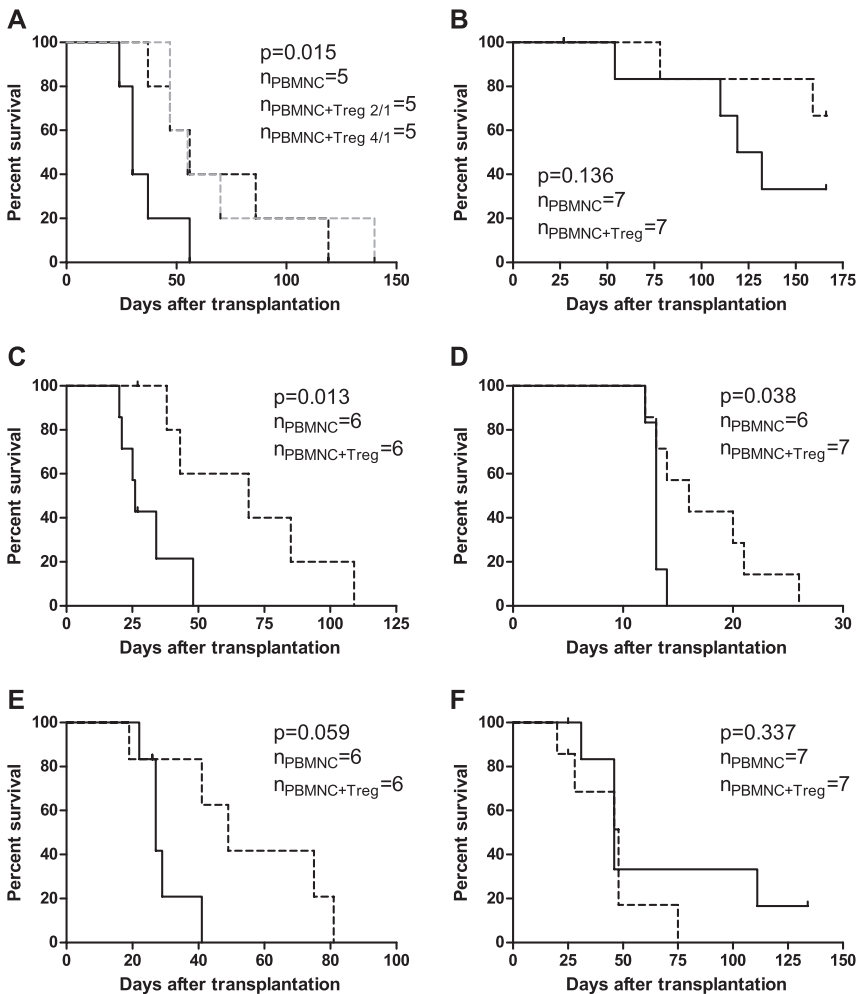 A
100
80
60
40
20
0
Percent survival
p=0.015
nPBMNC=5
nPBMNC+Treg 2/1=5
nPBMNC+Treg 4/1=5
0 50 100 150
Days after transplantation
B
100
80
60
40
20
0
Percent survival
p=0.136
nPBMNC=7
nPBMNC+Treg=7
0 25 50 75 100 125 150 175
Days after transplantation
C
100
80
60
40
20
0
Percent survival
p=0.013
nPBMNC=6
nPBMNC+Treg=6
0 25 50 75 100 125
Days after transplantation
D
100
80
60
40
20
0
Percent survival
p=0.038
nPBMNC=6
nPBMNC+Treg=7
0 10 20 30
Days after transplantation
E
100
80
60
40
20
0
Percent survival
p=0.059
nPBMNC=6
nPBMNC+Treg=6
0 20 40 60 80 100
Days after transplantation
F
100
80
60
40
20
0
Percent survival
p=0.337
nPBMNC=7
nPBMNC+Treg=7
0 25 50 75 100 125 150
Days after transplantation